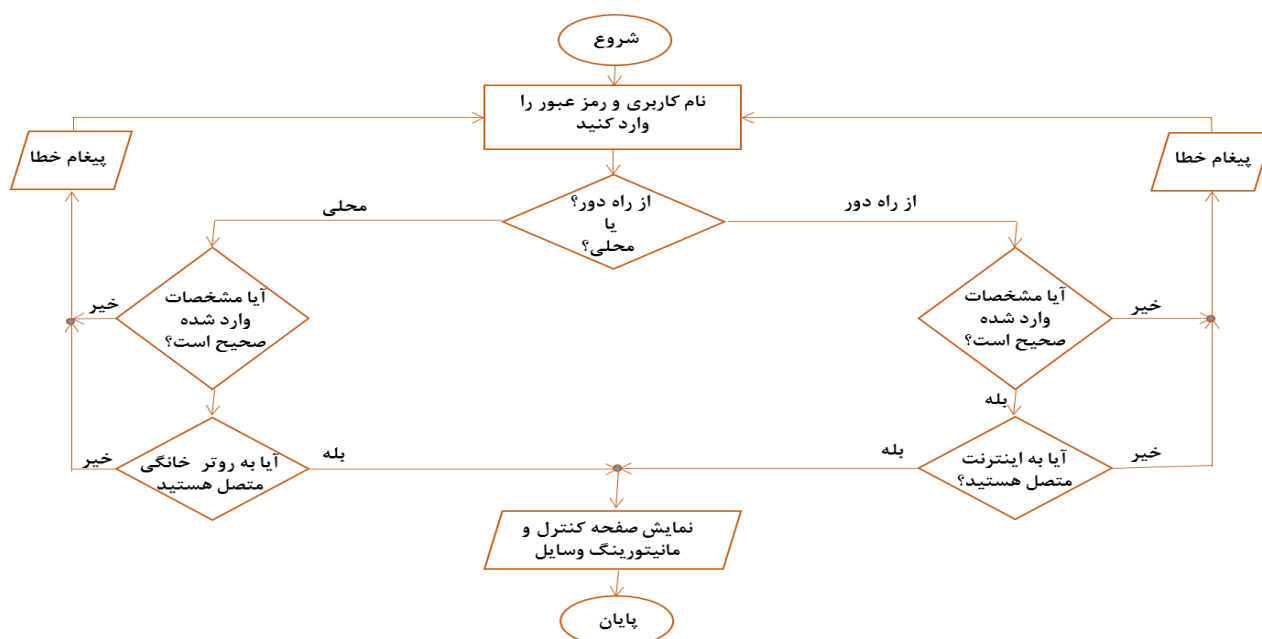 شروع
نام کاربری و رمز عبور را
وارد کنید
پیغام خطا
پیغام خطا
از راه دور؟
یا
محلی؟
از راه دور
محلی
آیا مشخصات
وارد شده
صحیح است؟
خیر
آیا مشخصات
وارد شده
صحیح است؟
خیر
بله
آیا به اینترنت
متصل هستید؟
خیر
بله
آیا به روتر خانگی
متصل هستید
خیر
بله
نمایش صفحه کنترل و
مانیتورینگ وسایل
پایان